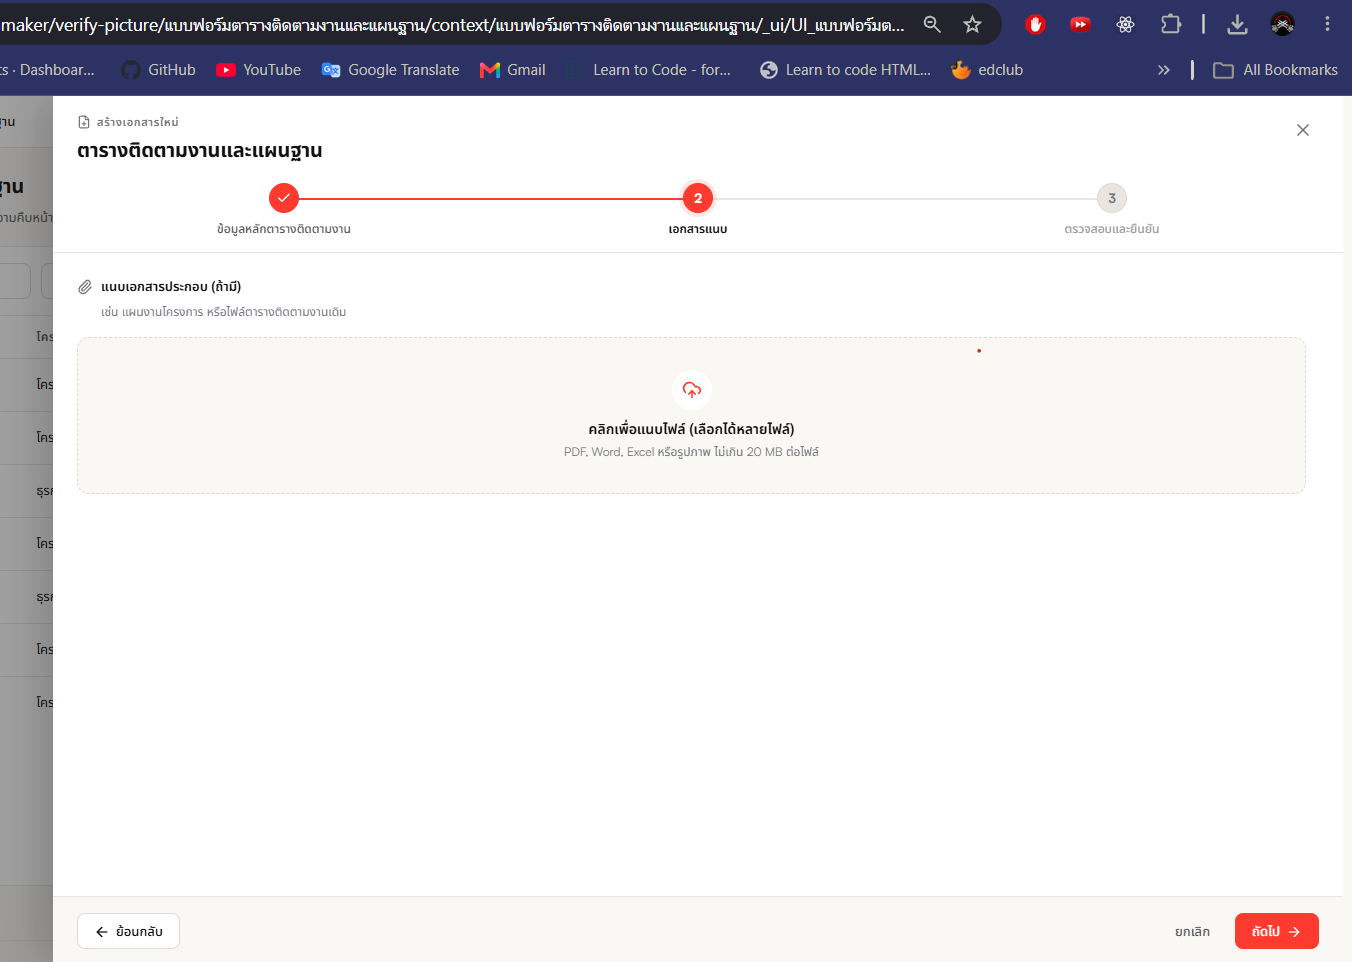 maker/verify-picture/แบบฟอร์มตารางติดตามงานและแผนฐาน/context/แบบฟอร์มตารางติดตามงานและแผนฐาน/_ui/UI_แบบฟอร์มต...
ts · Dashboar...
GitHub
YouTube
Google Translate
Gmail
Learn to Code - for...
Learn to code HTML...
edclub
All Bookmarks
สร้างเอกสารใหม่
ตารางติดตามงานและแผนฐาน
2
3
ข้อมูลหลักตารางติดตามงาน
เอกสารแนบ
ตรวจสอบและยืนยัน
แนบเอกสารประกอบ (ถ้ามี)
เช่น แผนงานโครงการ หรือไฟล์ตารางติดตามงานเดิม
คลิกเพื่อแนบไฟล์ (เลือกได้หลายไฟล์)
PDF, Word, Excel หรือรูปภาพ ไม่เกิน 20 MB ต่อไฟล์
ย้อนกลับ
ยกเลิก
ถัดไป